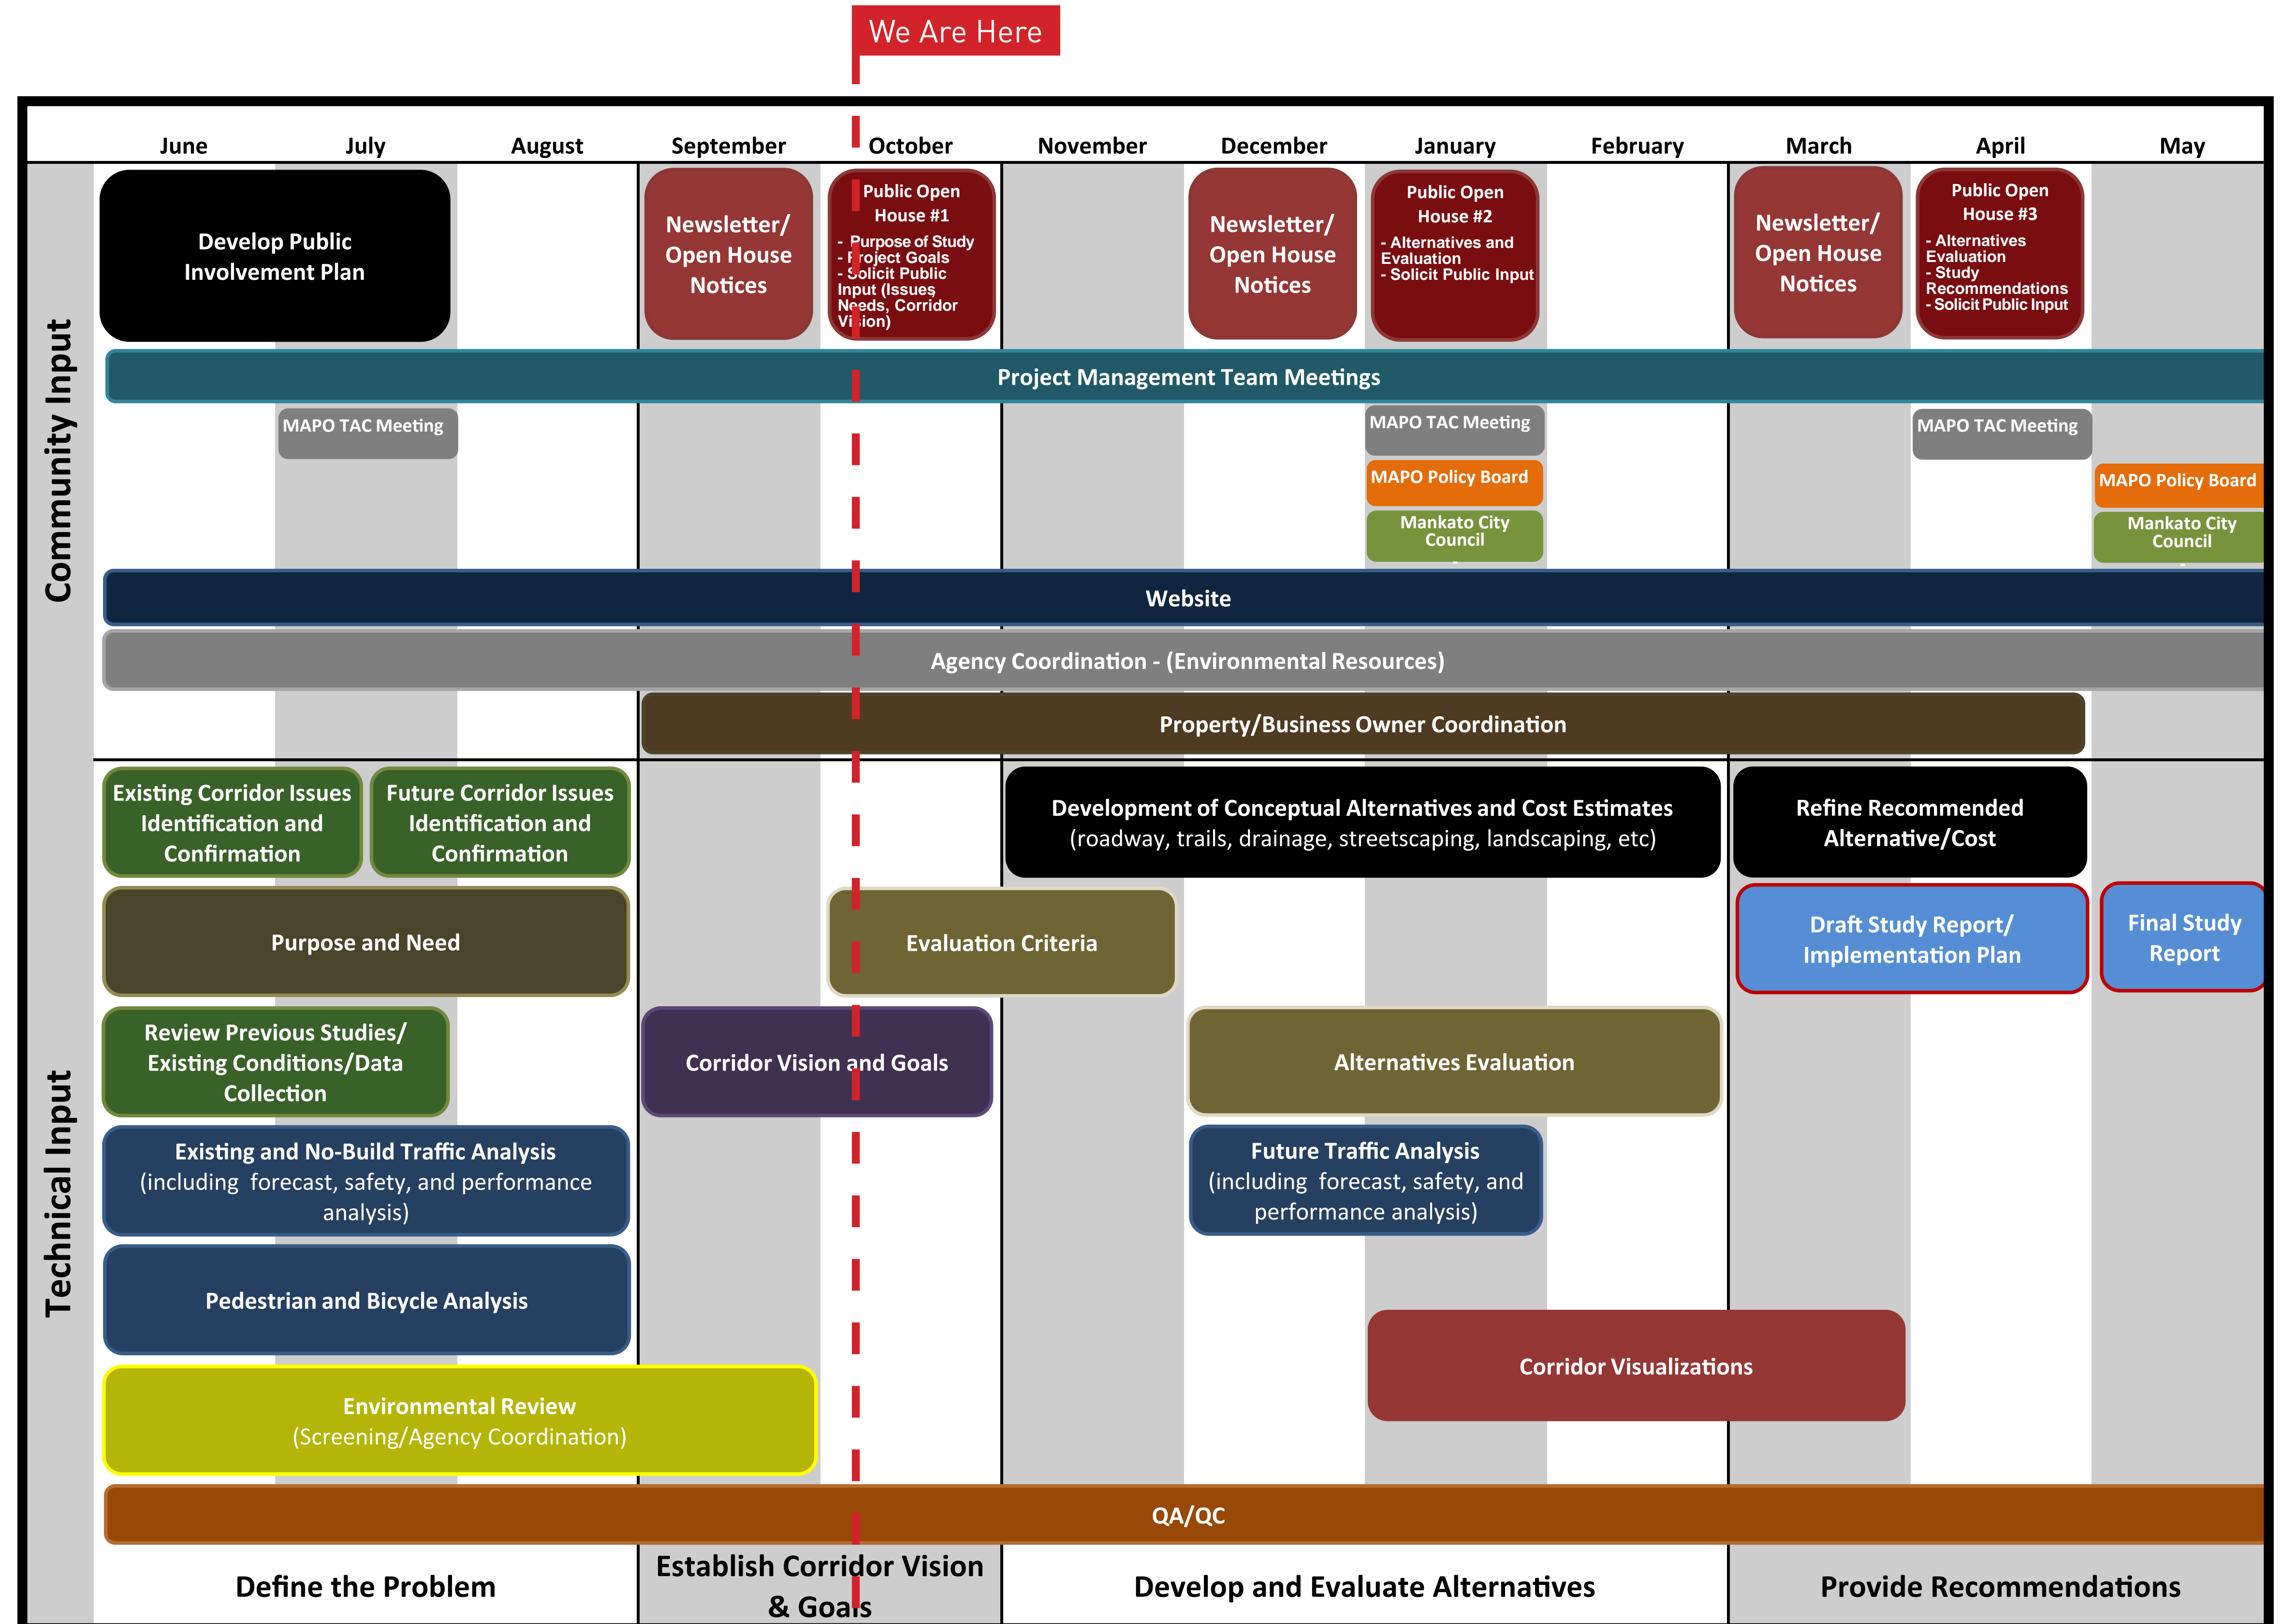 We Are Here
June July August September October November December January February March April May
Community Input
Develop Public
Involvement Plan
Newsletter/
Open House
Notices
Public Open
House #1
- Purpose of Study
- Project Goals
- Solicit Public
Input (Issues,
Needs, Corridor
Vision)
Newsletter/
Open House
Notices
Public Open
House #2
- Alternatives and
Evaluation
- Solicit Public Input
Newsletter/
Open House
Notices
Public Open
House #3
- Alternatives
Evaluation
- Study
Recommendations
- Solicit Public Input
Project Management Team Meetings
MAPO TAC Meeting
MAPO TAC Meeting
MAPO TAC Meeting
MAPO Policy Board
MAPO Policy Board
Mankato City
Council
Mankato City
Council
Website
Agency Coordination - (Environmental Resources)
Property/Business Owner Coordination
Technical Input
Existing Corridor Issues
Identification and
Confirmation
Future Corridor Issues
Identification and
Confirmation
Development of Conceptual Alternatives and Cost Estimates
(roadway, trails, drainage, streetscaping, landscaping, etc)
Refine Recommended
Alternative/Cost
Purpose and Need
Evaluation Criteria
Draft Study Report/
Implementation Plan
Final Study
Report
Review Previous Studies/
Existing Conditions/Data
Collection
Corridor Vision and Goals
Alternatives Evaluation
Existing and No-Build Traffic Analysis
(including forecast, safety, and performance
analysis)
Future Traffic Analysis
(including forecast, safety, and
performance analysis)
Pedestrian and Bicycle Analysis
Corridor Visualizations
Environmental Review
(Screening/Agency Coordination)
QA/QC
Define the Problem
Establish Corridor Vision
& Goals
Develop and Evaluate Alternatives
Provide Recommendations